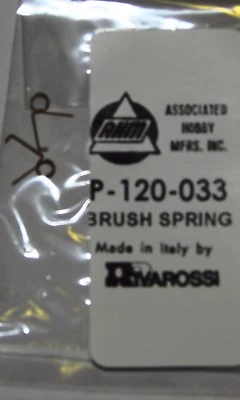 AHM
ASSOCIATED
HOBBY
MFRS. INC.
P-120-033
BRUSH SPRING
Made in Italy by
RIVAROSSI